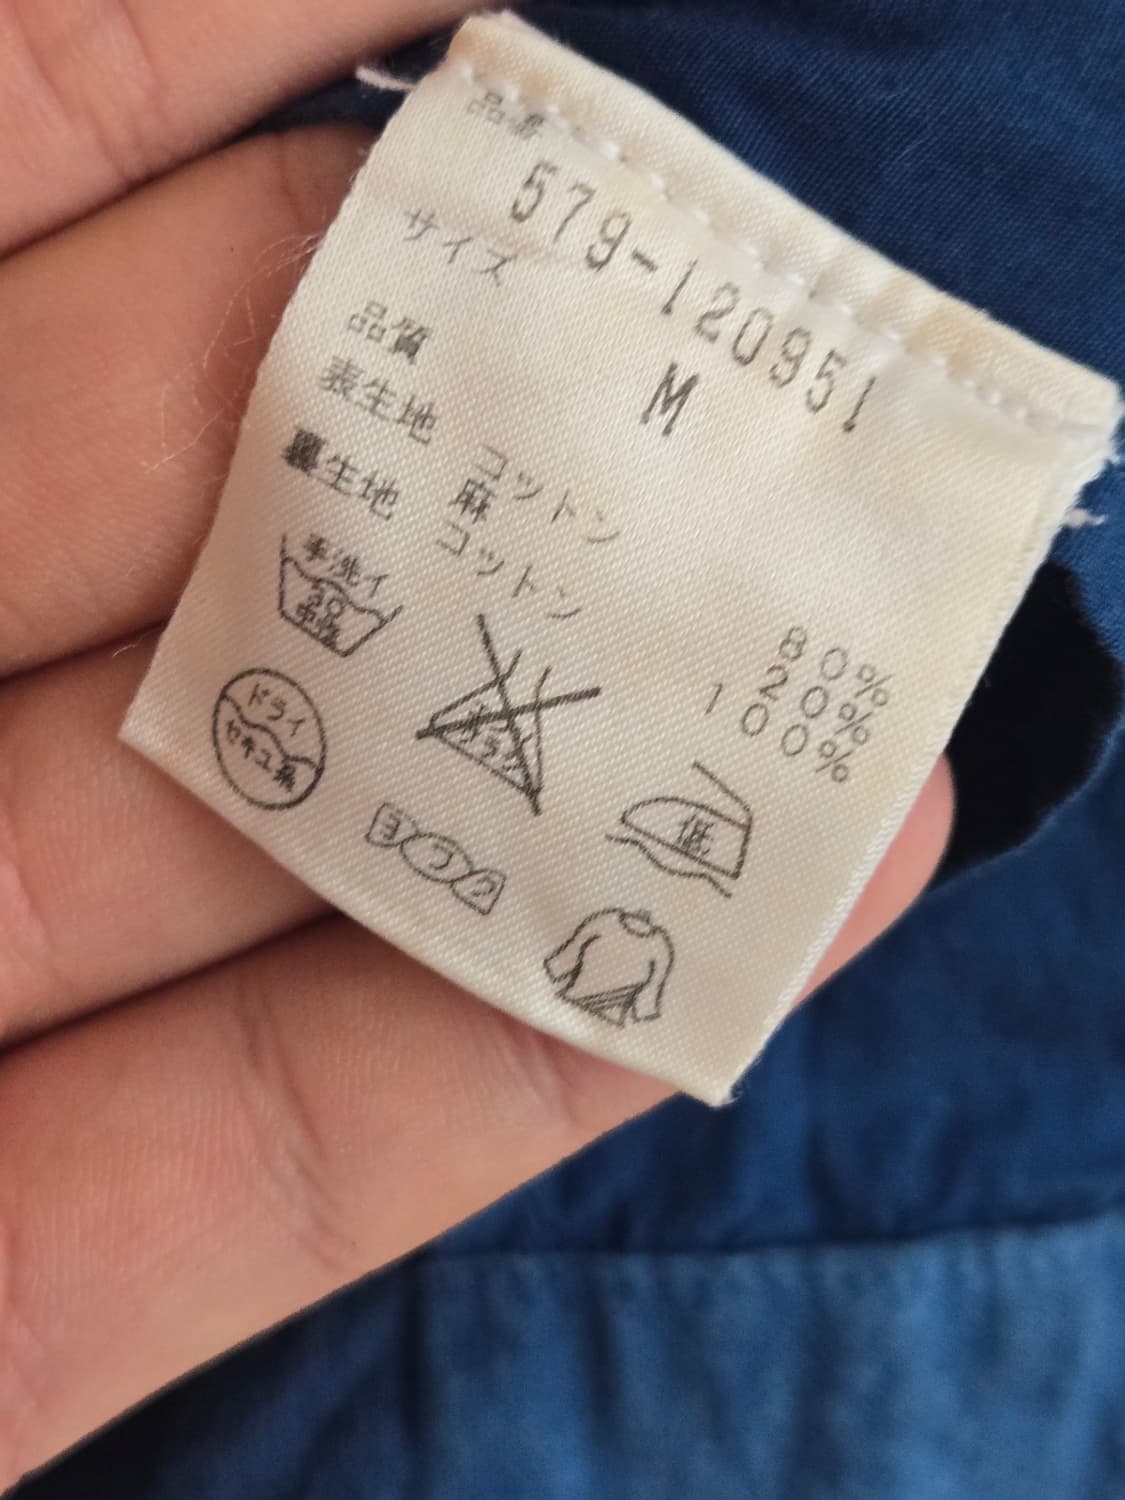 品番
579-120951
サイズ M
品質
表生地 コットン 80%
麻 20%
裏生地 コットン 100%
手洗イ
30
中性
エンソ
サラシ
低
ドライ
セキユ系
ヨワク